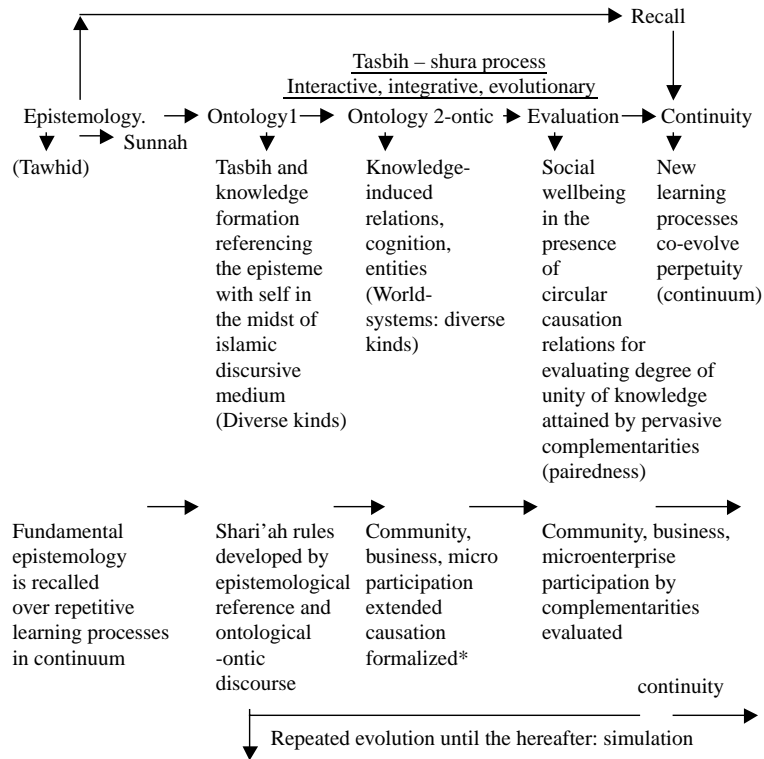 Recall
Tasbih – shura process
Interactive, integrative, evolutionary
Epistemology.
Ontology1
Ontology 2-ontic
Evaluation
Continuity
Sunnah
(Tawhid)
Tasbih and
knowledge
formation
referencing
the episteme
with self in
the midst of
islamic
discursive
medium
(Diverse kinds)
Knowledge-
induced
relations,
cognition,
entities
(World-
systems: diverse
kinds)
Social
wellbeing
in the
presence
of
circular
causation
relations for
evaluating degree of
unity of knowledge
attained by pervasive
complementarities
(pairedness)
New
learning
processes
co-evolve
perpetuity
(continuum)
Fundamental
epistemology
is recalled
over repetitive
learning processes
in continuum
Shari’ah rules
developed by
epistemological
reference and
ontological
-ontic
discourse
Community,
business, micro
participation
extended
causation
formalized*
Community, business,
microenterprise
participation by
complementarities
evaluated
continuity
Repeated evolution until the hereafter: simulation